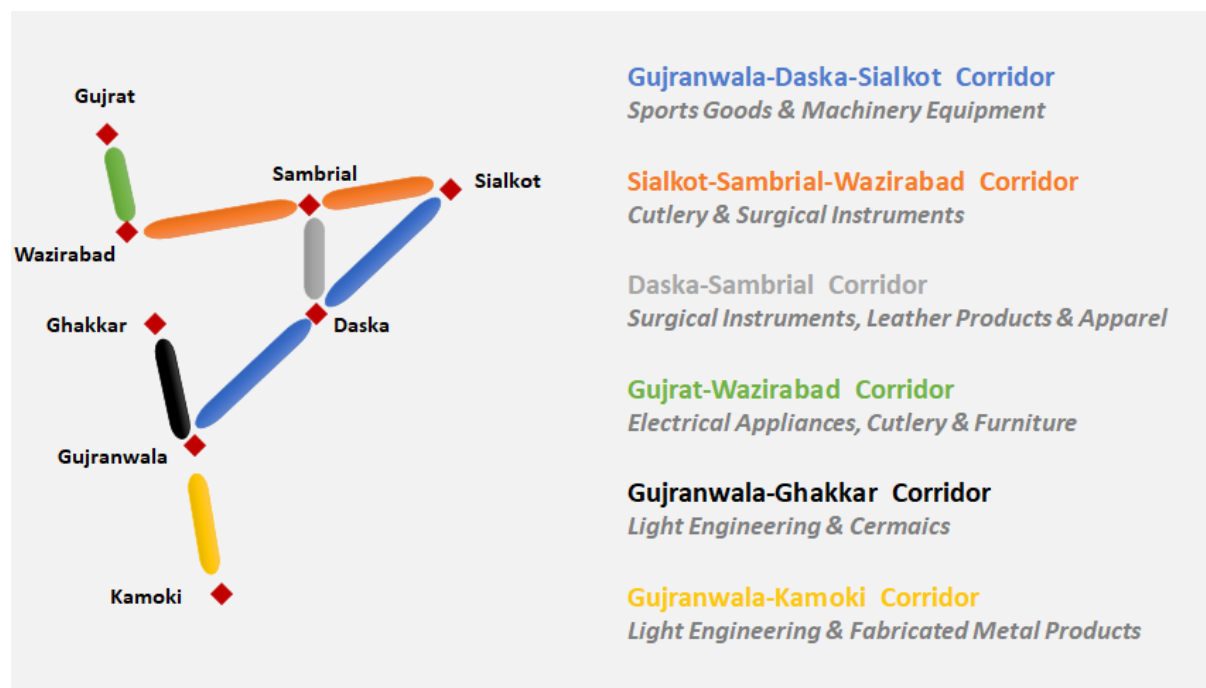 Gujrat
Sambrial
Sialkot
Wazirabad
Ghakkar
Daska
Gujranwala
Kamoki
Gujranwala-Daska-Sialkot Corridor
Sports Goods & Machinery Equipment
Sialkot-Sambrial-Wazirabad Corridor
Cutlery & Surgical Instruments
Daska-Sambrial Corridor
Surgical Instruments, Leather Products & Apparel
Gujrat-Wazirabad Corridor
Electrical Appliances, Cutlery & Furniture
Gujranwala-Ghakkar Corridor
Light Engineering & Cermaics
Gujranwala-Kamoki Corridor
Light Engineering & Fabricated Metal Products